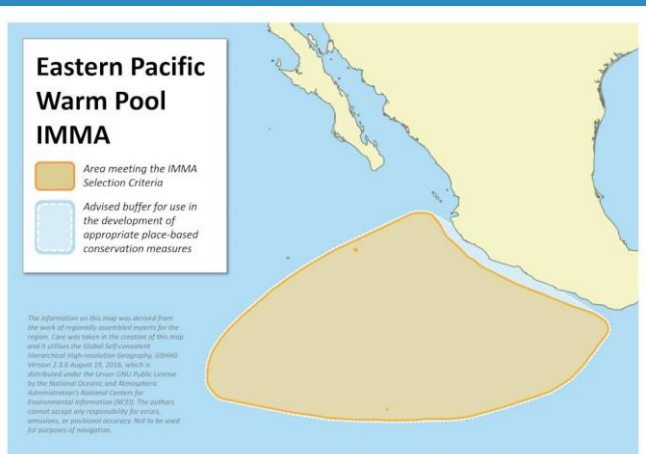 Eastern Pacific
Warm Pool
IMMA
Area meeting the IMMA
Selection Criteria
Advised buffer for use in
the development of
appropriate place-based
conservation measures
The information on this map was derived from
the work of regionally assembled experts for the
region. Care was taken in the creation of this map
and it utilises the Global Self-consistent
Hierarchical High-resolution Geography, GSHHG
Version 2.3.6 August 19, 2016, which is
distributed under the Lesser GNU Public License
by the National Oceanic and Atmospheric
Administration's National Centers for
Environmental Information (NCEI). The authors
cannot accept any responsibility for errors,
omissions, or positional accuracy. Not to be used
for purposes of navigation.